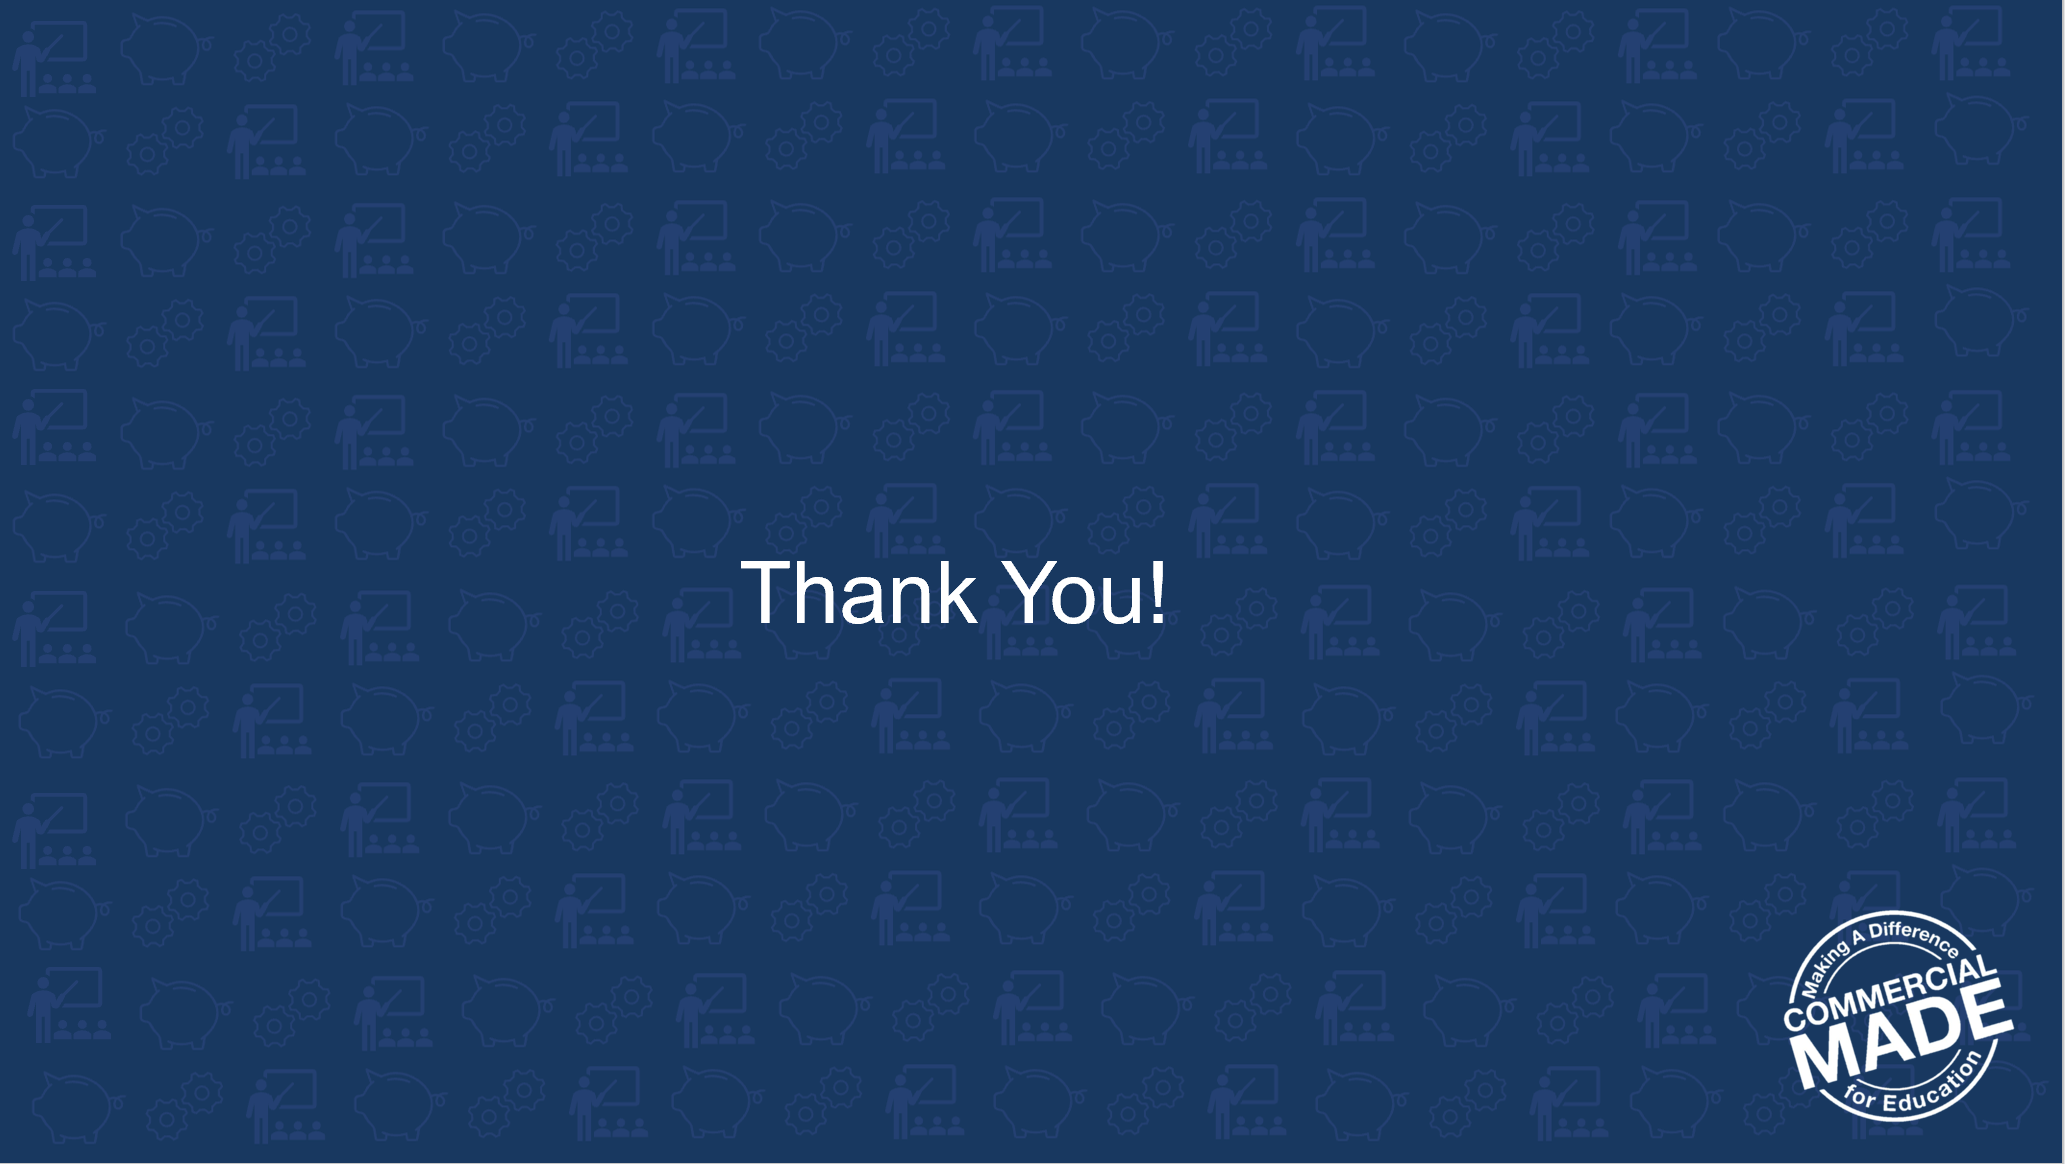 Thank You!
Making A Difference
COMMERCIAL
MADE
for Education